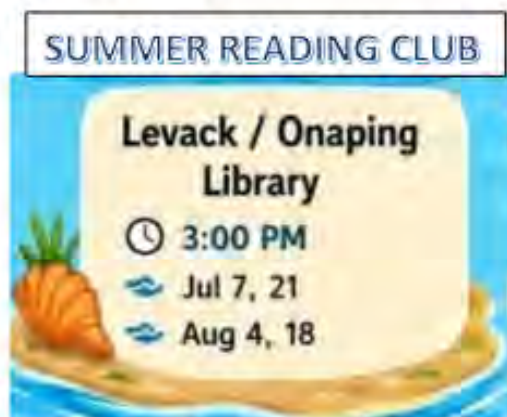 SUMMER READING CLUB
Levack / Onaping
Library
3:00 PM
Jul 7, 21
Aug 4, 18